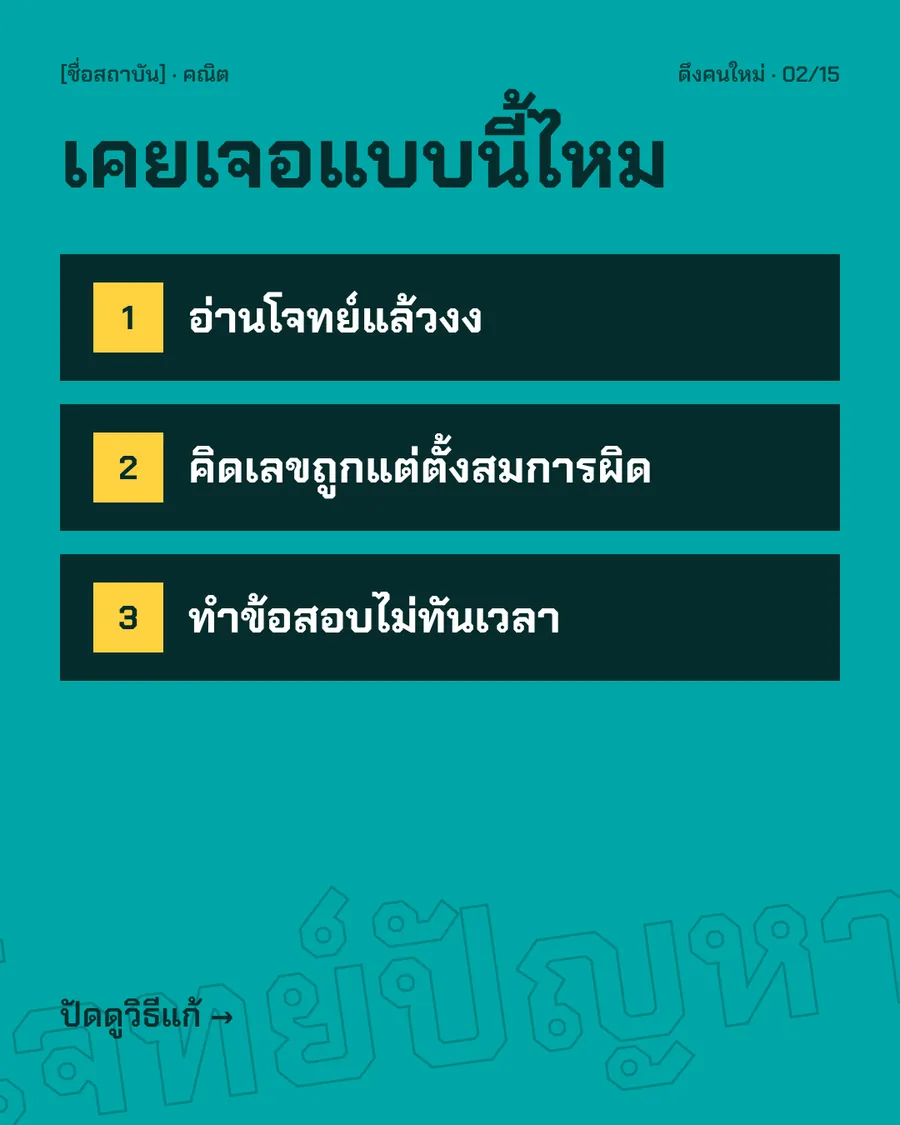 [ชื่อสถาบัน] · คณิต
ดึงคนใหม่ · 02/15
เคยเจอแบบนี้ไหม
1 อ่านโจทย์แล้วงง
2 คิดเลขถูกแต่ตั้งสมการผิด
3 ทำข้อสอบไม่ทันเวลา
โจทย์ปัญหา
ปัดดูวิธีแก้ →